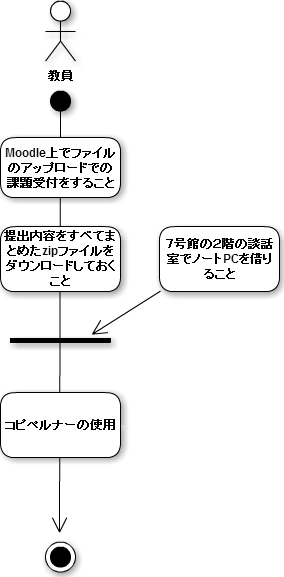 教員
Moodle上でファイル
のアップロードでの
課題受付をすること
提出内容をすべてま
とめたzipファイルを
ダウンロードしておく
こと
7号館の2階の談話
室でノートPCを借り
ること
コピペルナーの使用